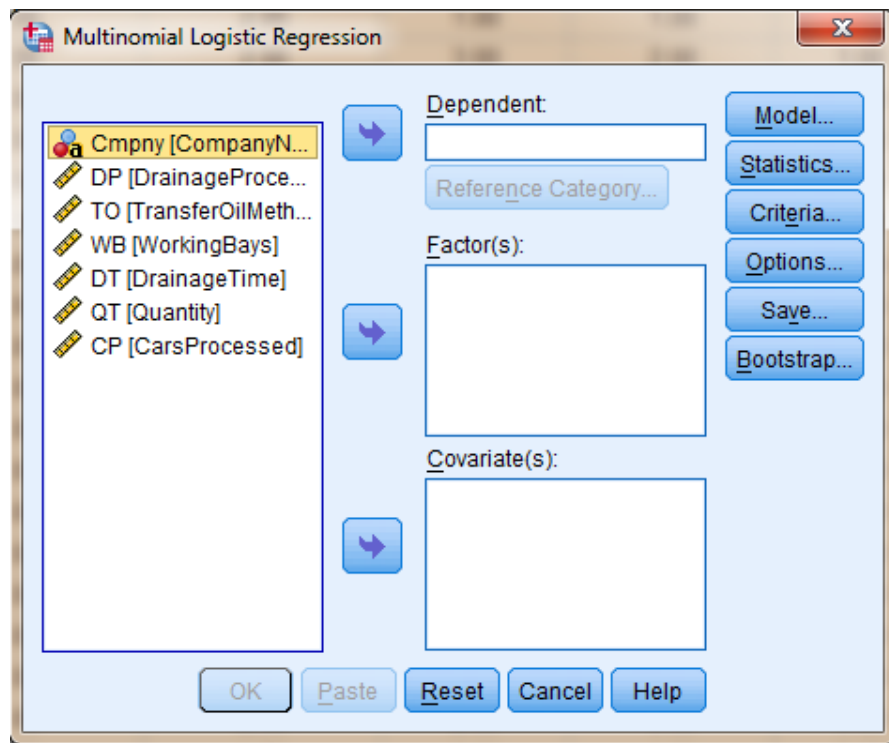 Multinomial Logistic Regression
Cmpny [CompanyN...
DP [DrainageProce...
TO [TransferOilMeth...
WB [WorkingBays]
DT [DrainageTime]
QT [Quantity]
CP [CarsProcessed]
Dependent:
Reference Category...
Factor(s):
Covariate(s):
Model...
Statistics...
Criteria...
Options...
Save...
Bootstrap...
OK Paste Reset Cancel Help